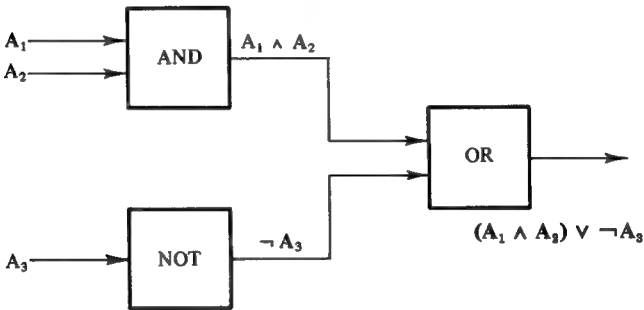 A₁
A₂
AND
A₁ ∧ A₂
OR
(A₁ ∧ A₂) ∨ ¬A₃
A₃
NOT
¬A₃